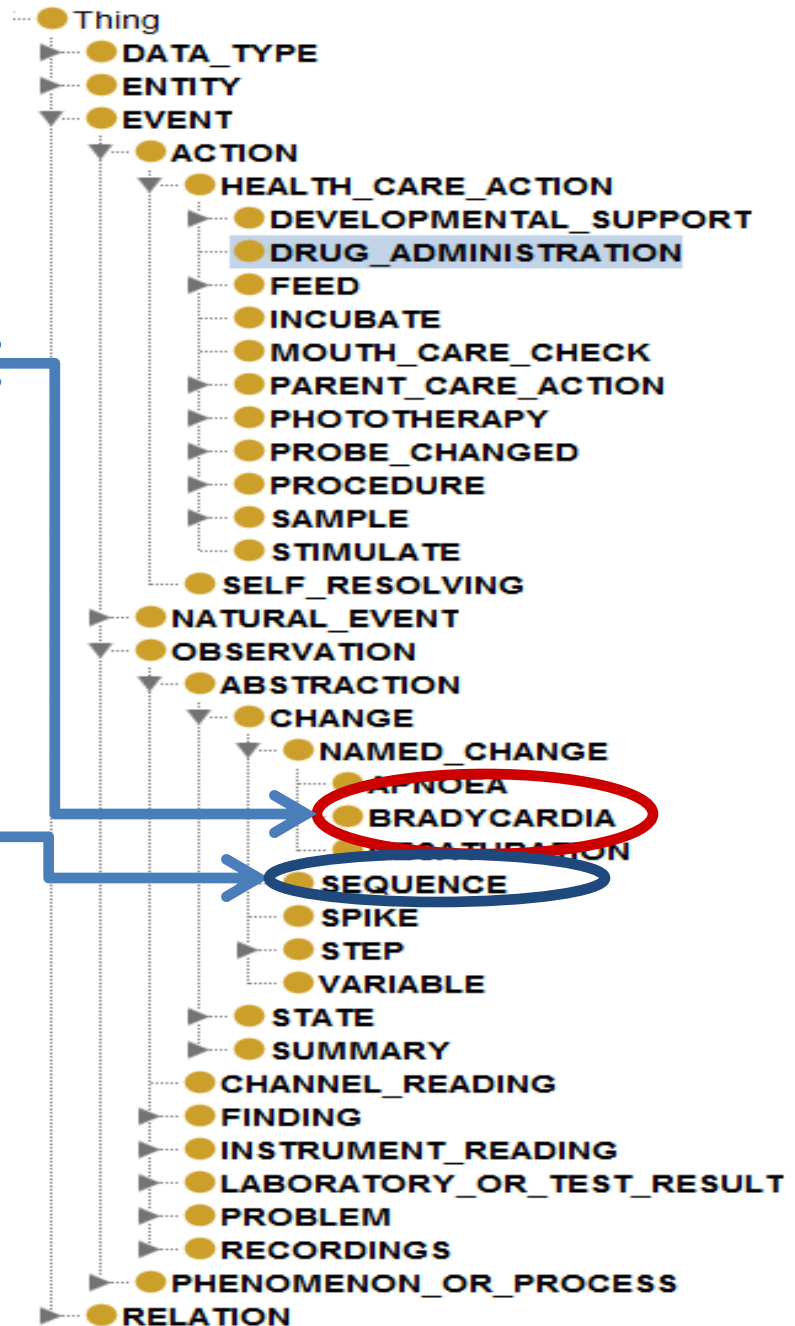 Thing
DATA_TYPE
ENTITY
EVENT
ACTION
HEALTH_CARE_ACTION
DEVELOPMENTAL_SUPPORT
DRUG_ADMINISTRATION
FEED
INCUBATE
MOUTH_CARE_CHECK
PARENT_CARE_ACTION
PHOTOTHERAPY
PROBE_CHANGED
PROCEDURE
SAMPLE
STIMULATE
SELF_RESOLVING
NATURAL_EVENT
OBSERVATION
ABSTRACTION
CHANGE
NAMED_CHANGE
APNOEA
BRADYCARDIA
SEQUENCE
SPIKE
STEP
VARIABLE
STATE
SUMMARY
CHANNEL_READING
FINDING
INSTRUMENT_READING
LABORATORY_OR_TEST_RESULT
PROBLEM
RECORDINGS
PHENOMENON_OR_PROCESS
RELATION